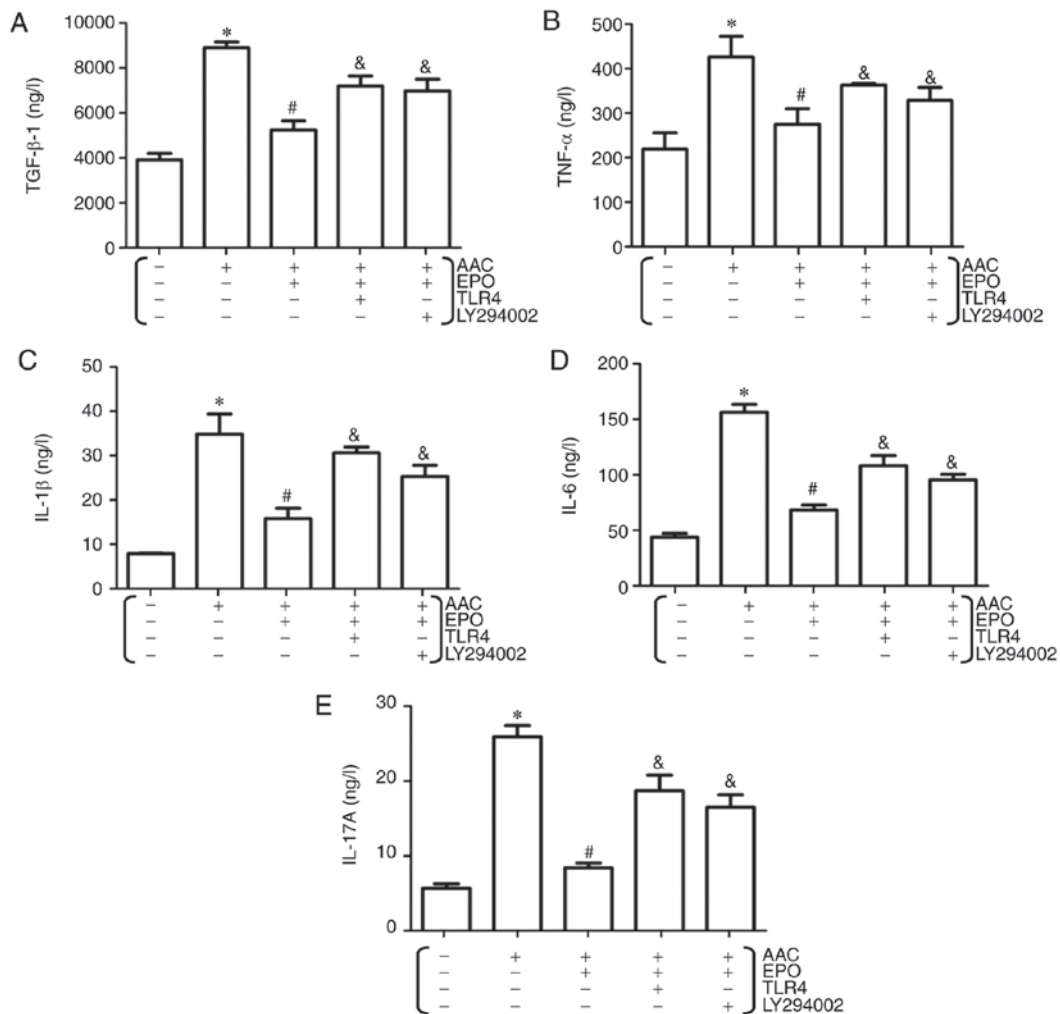 A
TGF-β-1 (ng/l)
10000
8000
6000
4000
2000
0
* # & &
− + + + + AAC
− − + + + EPO
− − − + − TLR4
− − − − + LY294002
B
TNF-α (ng/l)
500
400
300
200
100
0
* # & &
− + + + + AAC
− − + + + EPO
− − − + − TLR4
− − − − + LY294002
C
IL-1β (ng/l)
50
40
30
20
10
0
* # & &
− + + + + AAC
− − + + + EPO
− − − + − TLR4
− − − − + LY294002
D
IL-6 (ng/l)
200
150
100
50
0
* # & &
− + + + + AAC
− − + + + EPO
− − − + − TLR4
− − − − + LY294002
E
IL-17A (ng/l)
30
20
10
0
* # & &
− + + + + AAC
− − + + + EPO
− − − + − TLR4
− − − − + LY294002